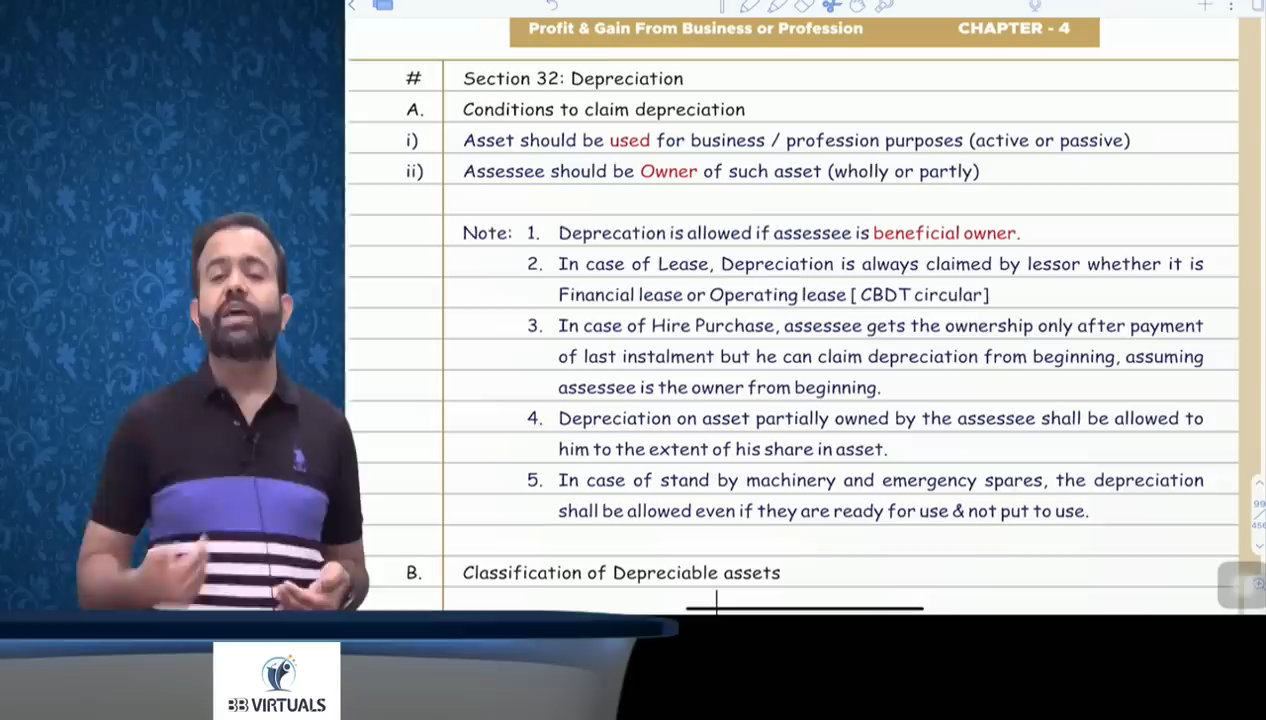 Profit & Gain From Business or Profession CHAPTER - 4
# Section 32: Depreciation
A. Conditions to claim depreciation
i) Asset should be used for business / profession purposes (active or passive)
ii) Assessee should be Owner of such asset (wholly or partly)
Note: 1. Deprecation is allowed if assessee is beneficial owner.
2. In case of Lease, Depreciation is always claimed by lessor whether it is
Financial lease or Operating lease [ CBDT circular]
3. In case of Hire Purchase, assessee gets the ownership only after payment
of last instalment but he can claim depreciation from beginning, assuming
assessee is the owner from beginning.
4. Depreciation on asset partially owned by the assessee shall be allowed to
him to the extent of his share in asset.
5. In case of stand by machinery and emergency spares, the depreciation
shall be allowed even if they are ready for use & not put to use.
B. Classification of Depreciable assets
99
/
456
BB VIRTUALS